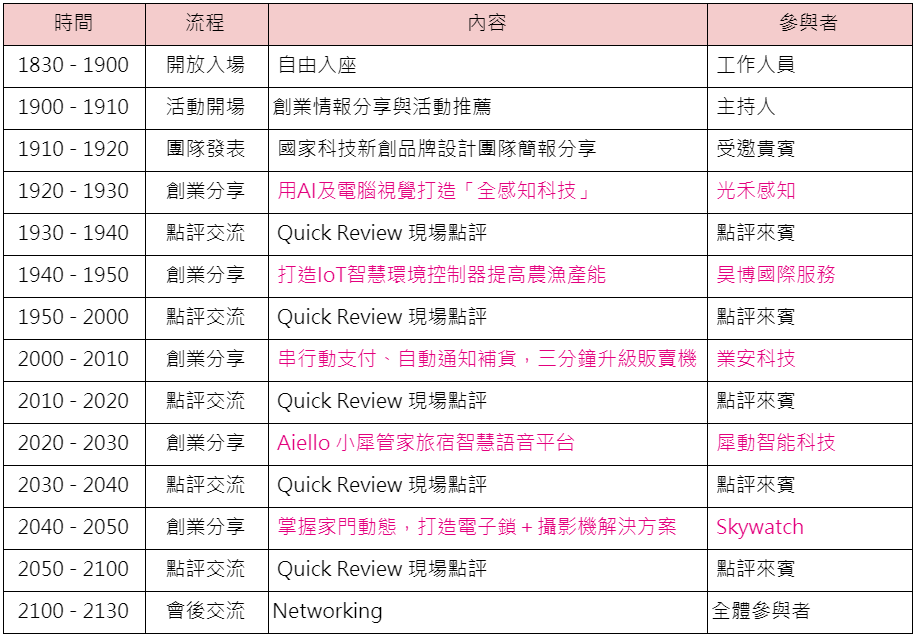 時間 流程 內容 參與者
1830 - 1900 開放入場 自由入座 工作人員
1900 - 1910 活動開場 創業情報分享與活動推薦 主持人
1910 - 1920 團隊發表 國家科技新創品牌設計團隊簡報分享 受邀貴賓
1920 - 1930 創業分享 用AI及電腦視覺打造「全感知科技」 光禾感知
1930 - 1940 點評交流 Quick Review 現場點評 點評來賓
1940 - 1950 創業分享 打造IoT智慧環境控制器提高農漁產能 昊博國際服務
1950 - 2000 點評交流 Quick Review 現場點評 點評來賓
2000 - 2010 創業分享 串行動支付、自動通知補貨，三分鐘升級販賣機 業安科技
2010 - 2020 點評交流 Quick Review 現場點評 點評來賓
2020 - 2030 創業分享 Aiello 小犀管家旅宿智慧語音平台 犀動智能科技
2030 - 2040 點評交流 Quick Review 現場點評 點評來賓
2040 - 2050 創業分享 掌握家門動態，打造電子鎖＋攝影機解決方案 Skywatch
2050 - 2100 點評交流 Quick Review 現場點評 點評來賓
2100 - 2130 會後交流 Networking 全體參與者